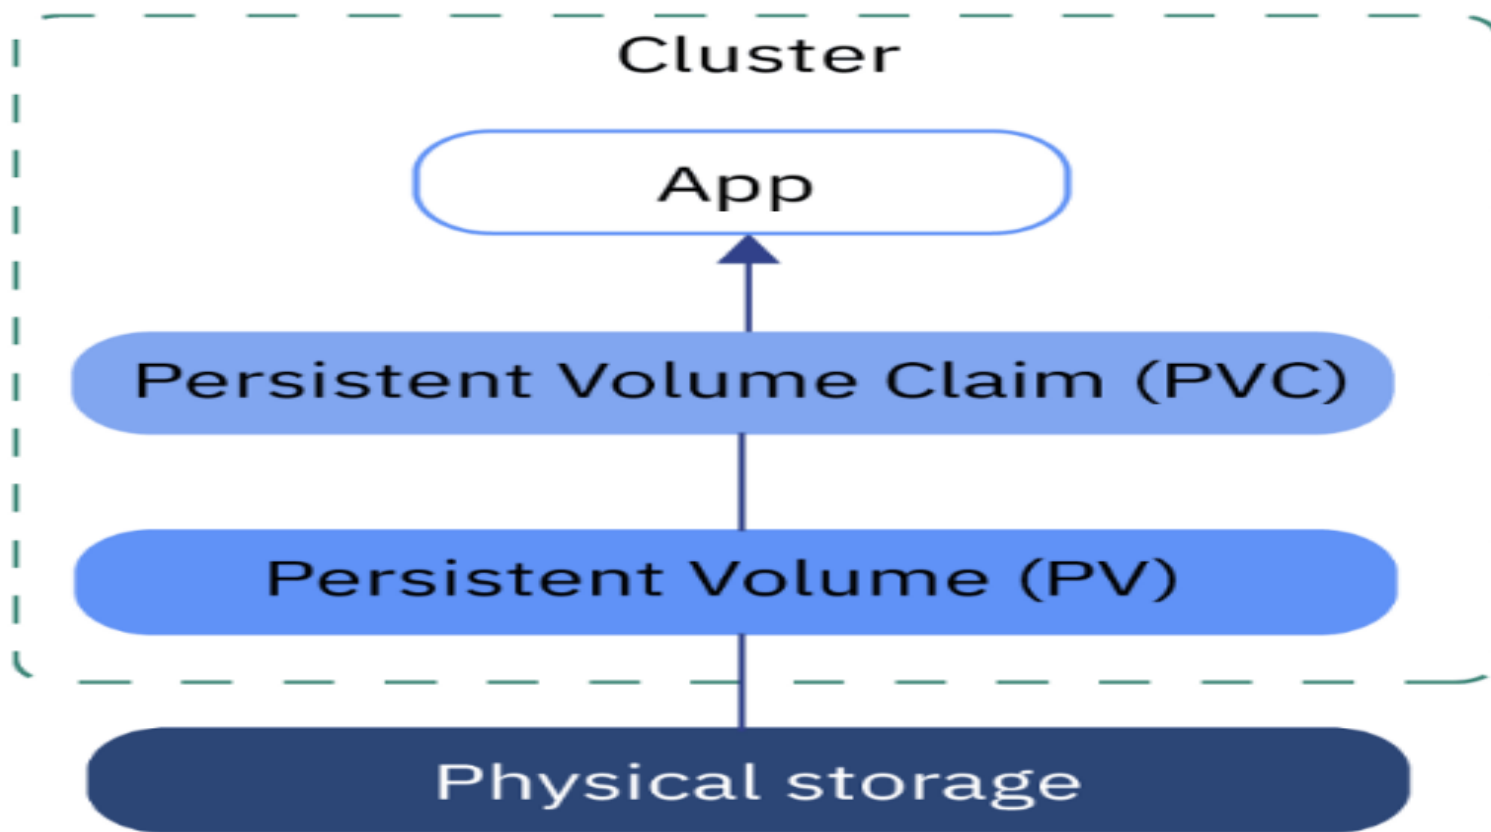 Cluster
App
Persistent Volume Claim (PVC)
Persistent Volume (PV)
Physical storage